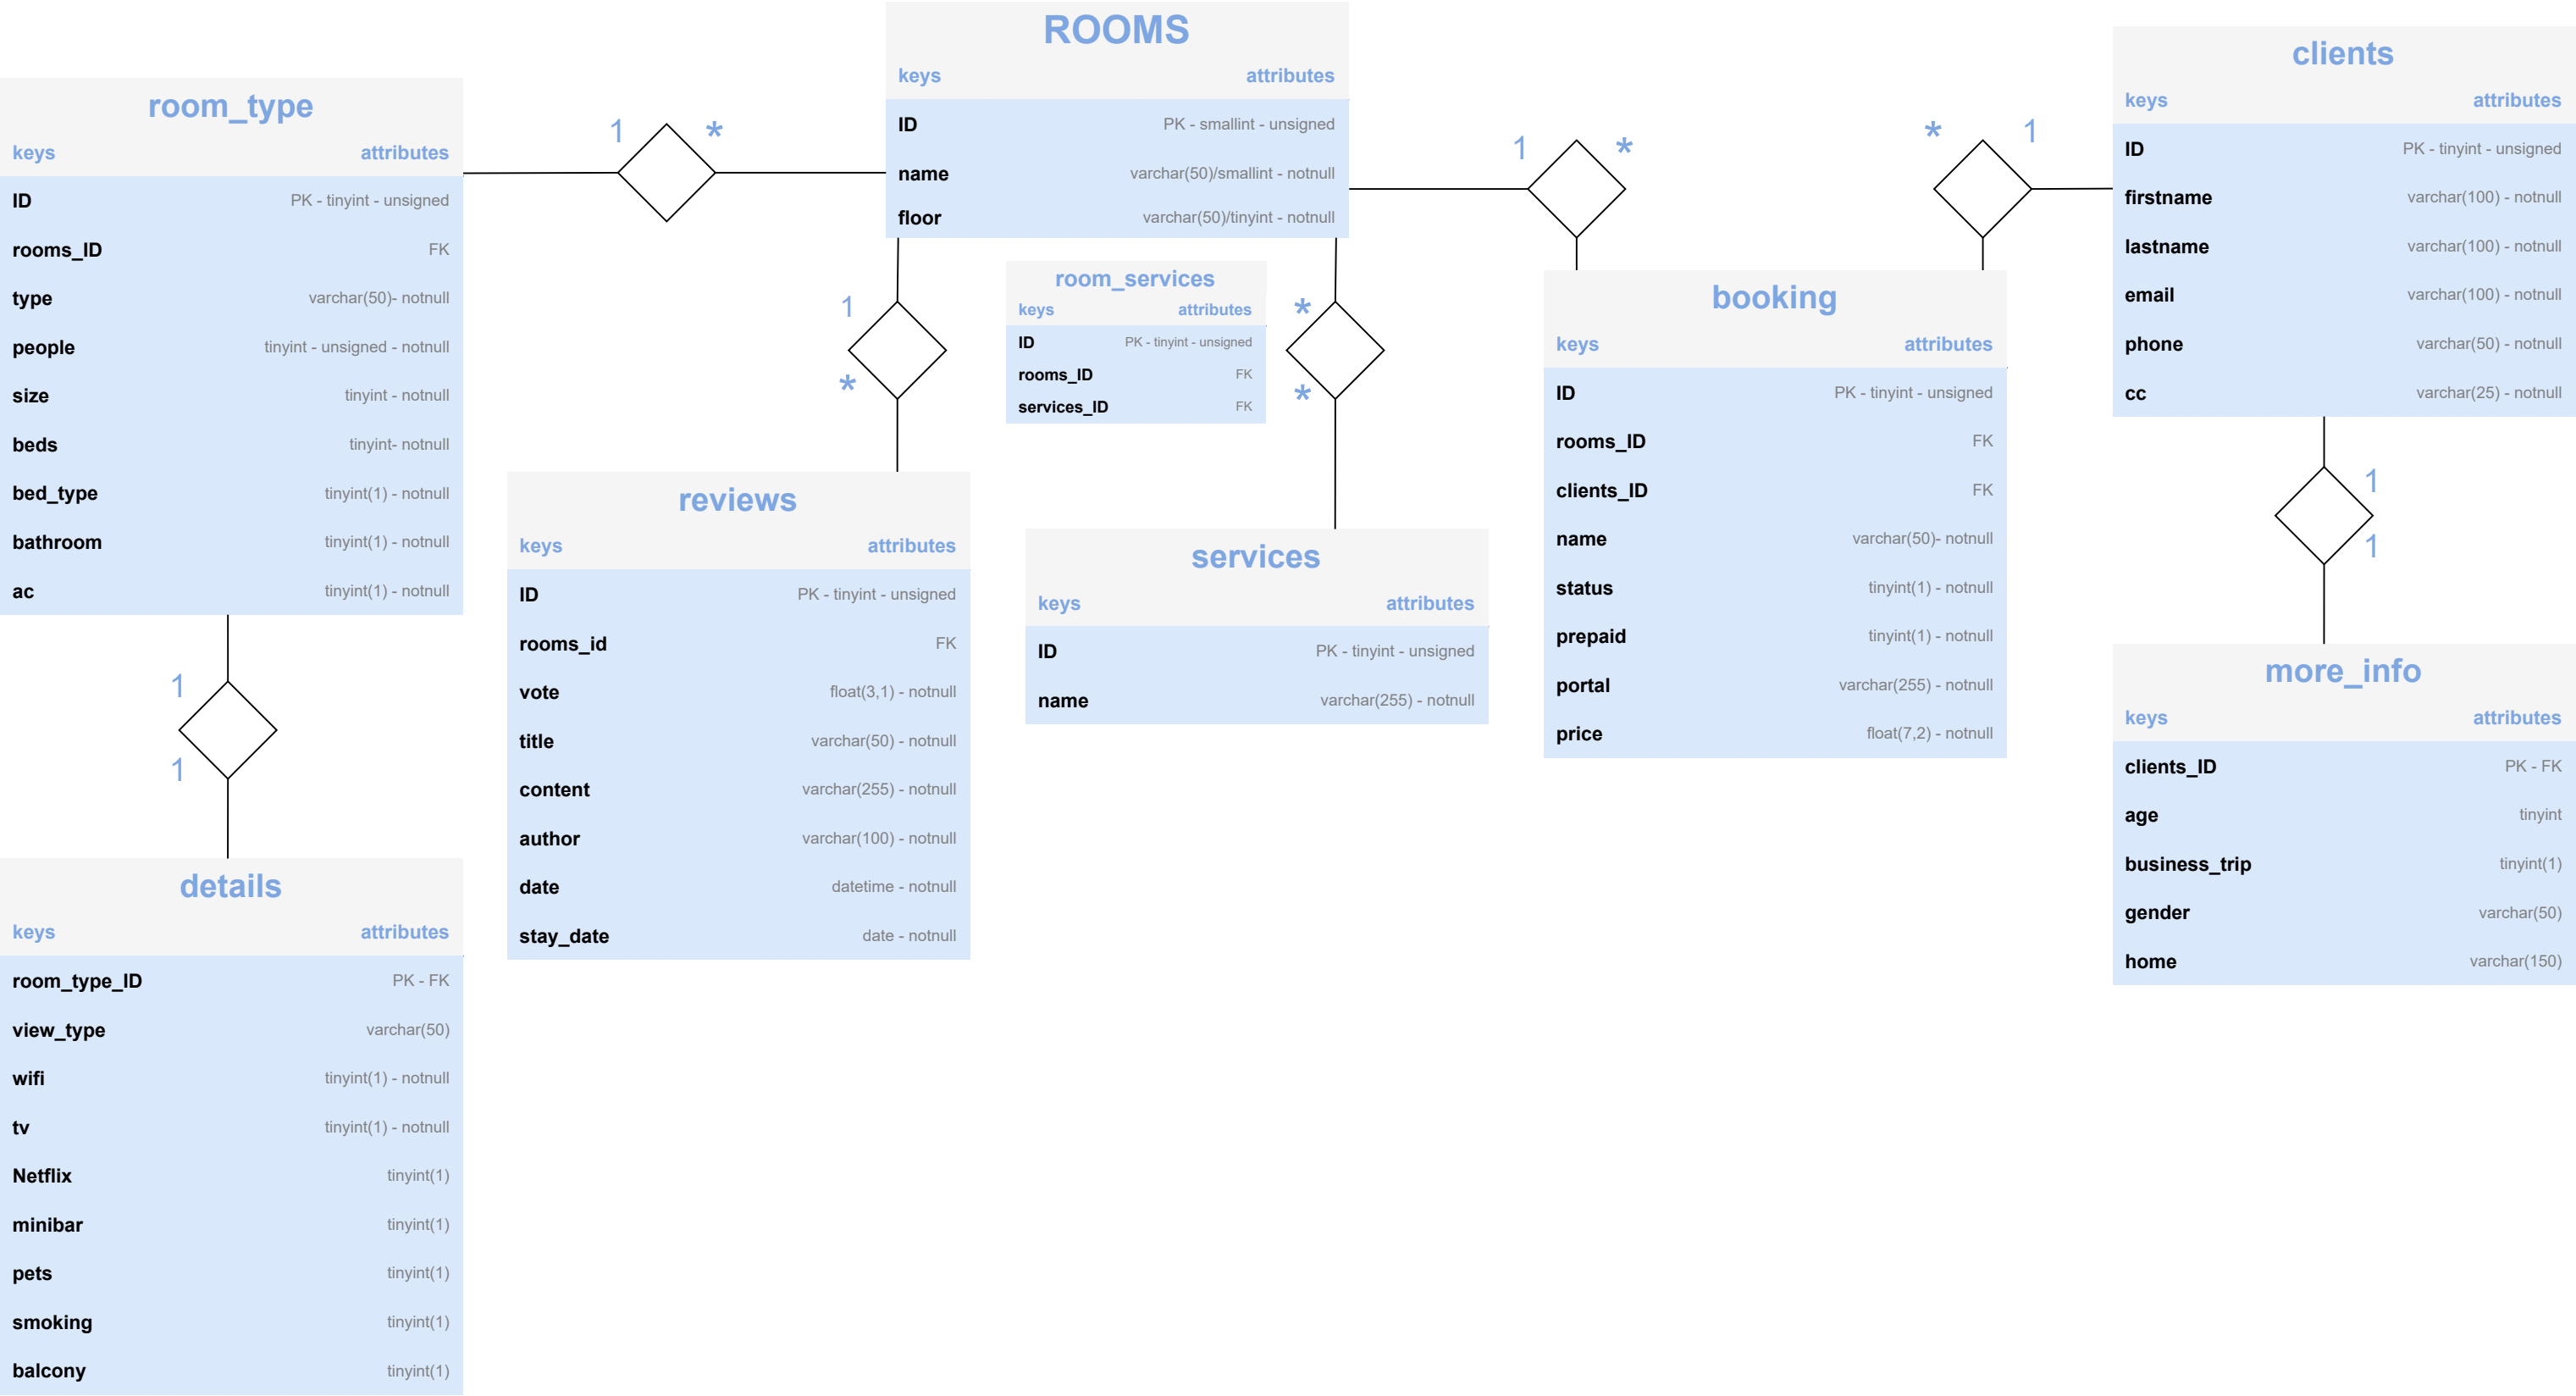 ROOMS
keys attributes
ID PK - smallint - unsigned
name varchar(50)/smallint - notnull
floor varchar(50)/tinyint - notnull
clients
keys attributes
ID PK - tinyint - unsigned
firstname varchar(100) - notnull
lastname varchar(100) - notnull
email varchar(100) - notnull
phone varchar(50) - notnull
cc varchar(25) - notnull
room_type
keys attributes
ID PK - tinyint - unsigned
rooms_ID FK
type varchar(50)- notnull
people tinyint - unsigned - notnull
size tinyint - notnull
beds tinyint- notnull
bed_type tinyint(1) - notnull
bathroom tinyint(1) - notnull
ac tinyint(1) - notnull
1 *
1 *
* 1
1
*
room_services
keys attributes
ID PK - tinyint - unsigned
rooms_ID FK
services_ID FK
*
*
booking
keys attributes
ID PK - tinyint - unsigned
rooms_ID FK
clients_ID FK
name varchar(50)- notnull
status tinyint(1) - notnull
prepaid tinyint(1) - notnull
portal varchar(255) - notnull
price float(7,2) - notnull
1
1
reviews
keys attributes
ID PK - tinyint - unsigned
rooms_id FK
vote float(3,1) - notnull
title varchar(50) - notnull
content varchar(255) - notnull
author varchar(100) - notnull
date datetime - notnull
stay_date date - notnull
services
keys attributes
ID PK - tinyint - unsigned
name varchar(255) - notnull
more_info
keys attributes
clients_ID PK - FK
age tinyint
business_trip tinyint(1)
gender varchar(50)
home varchar(150)
1
1
details
keys attributes
room_type_ID PK - FK
view_type varchar(50)
wifi tinyint(1) - notnull
tv tinyint(1) - notnull
Netflix tinyint(1)
minibar tinyint(1)
pets tinyint(1)
smoking tinyint(1)
balcony tinyint(1)